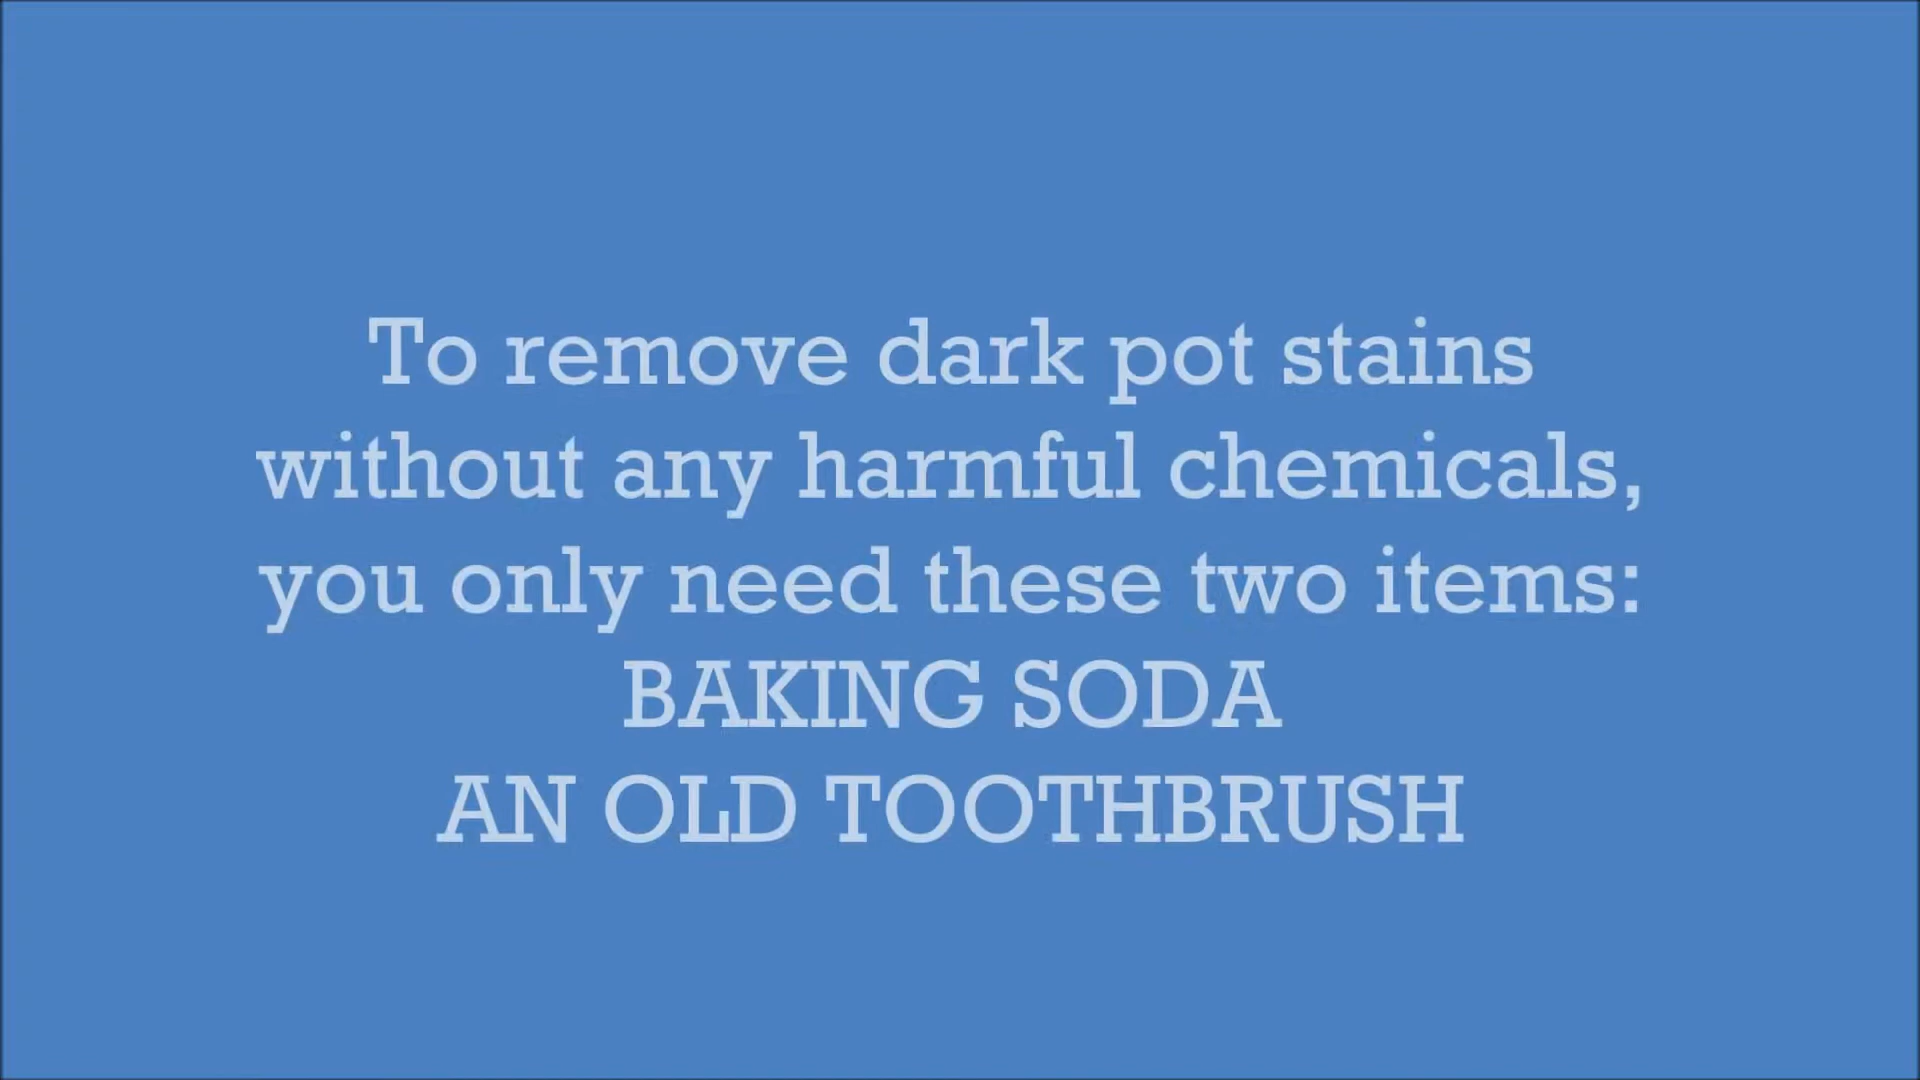 To remove dark pot stains
without any harmful chemicals,
you only need these two items:
BAKING SODA
AN OLD TOOTHBRUSH